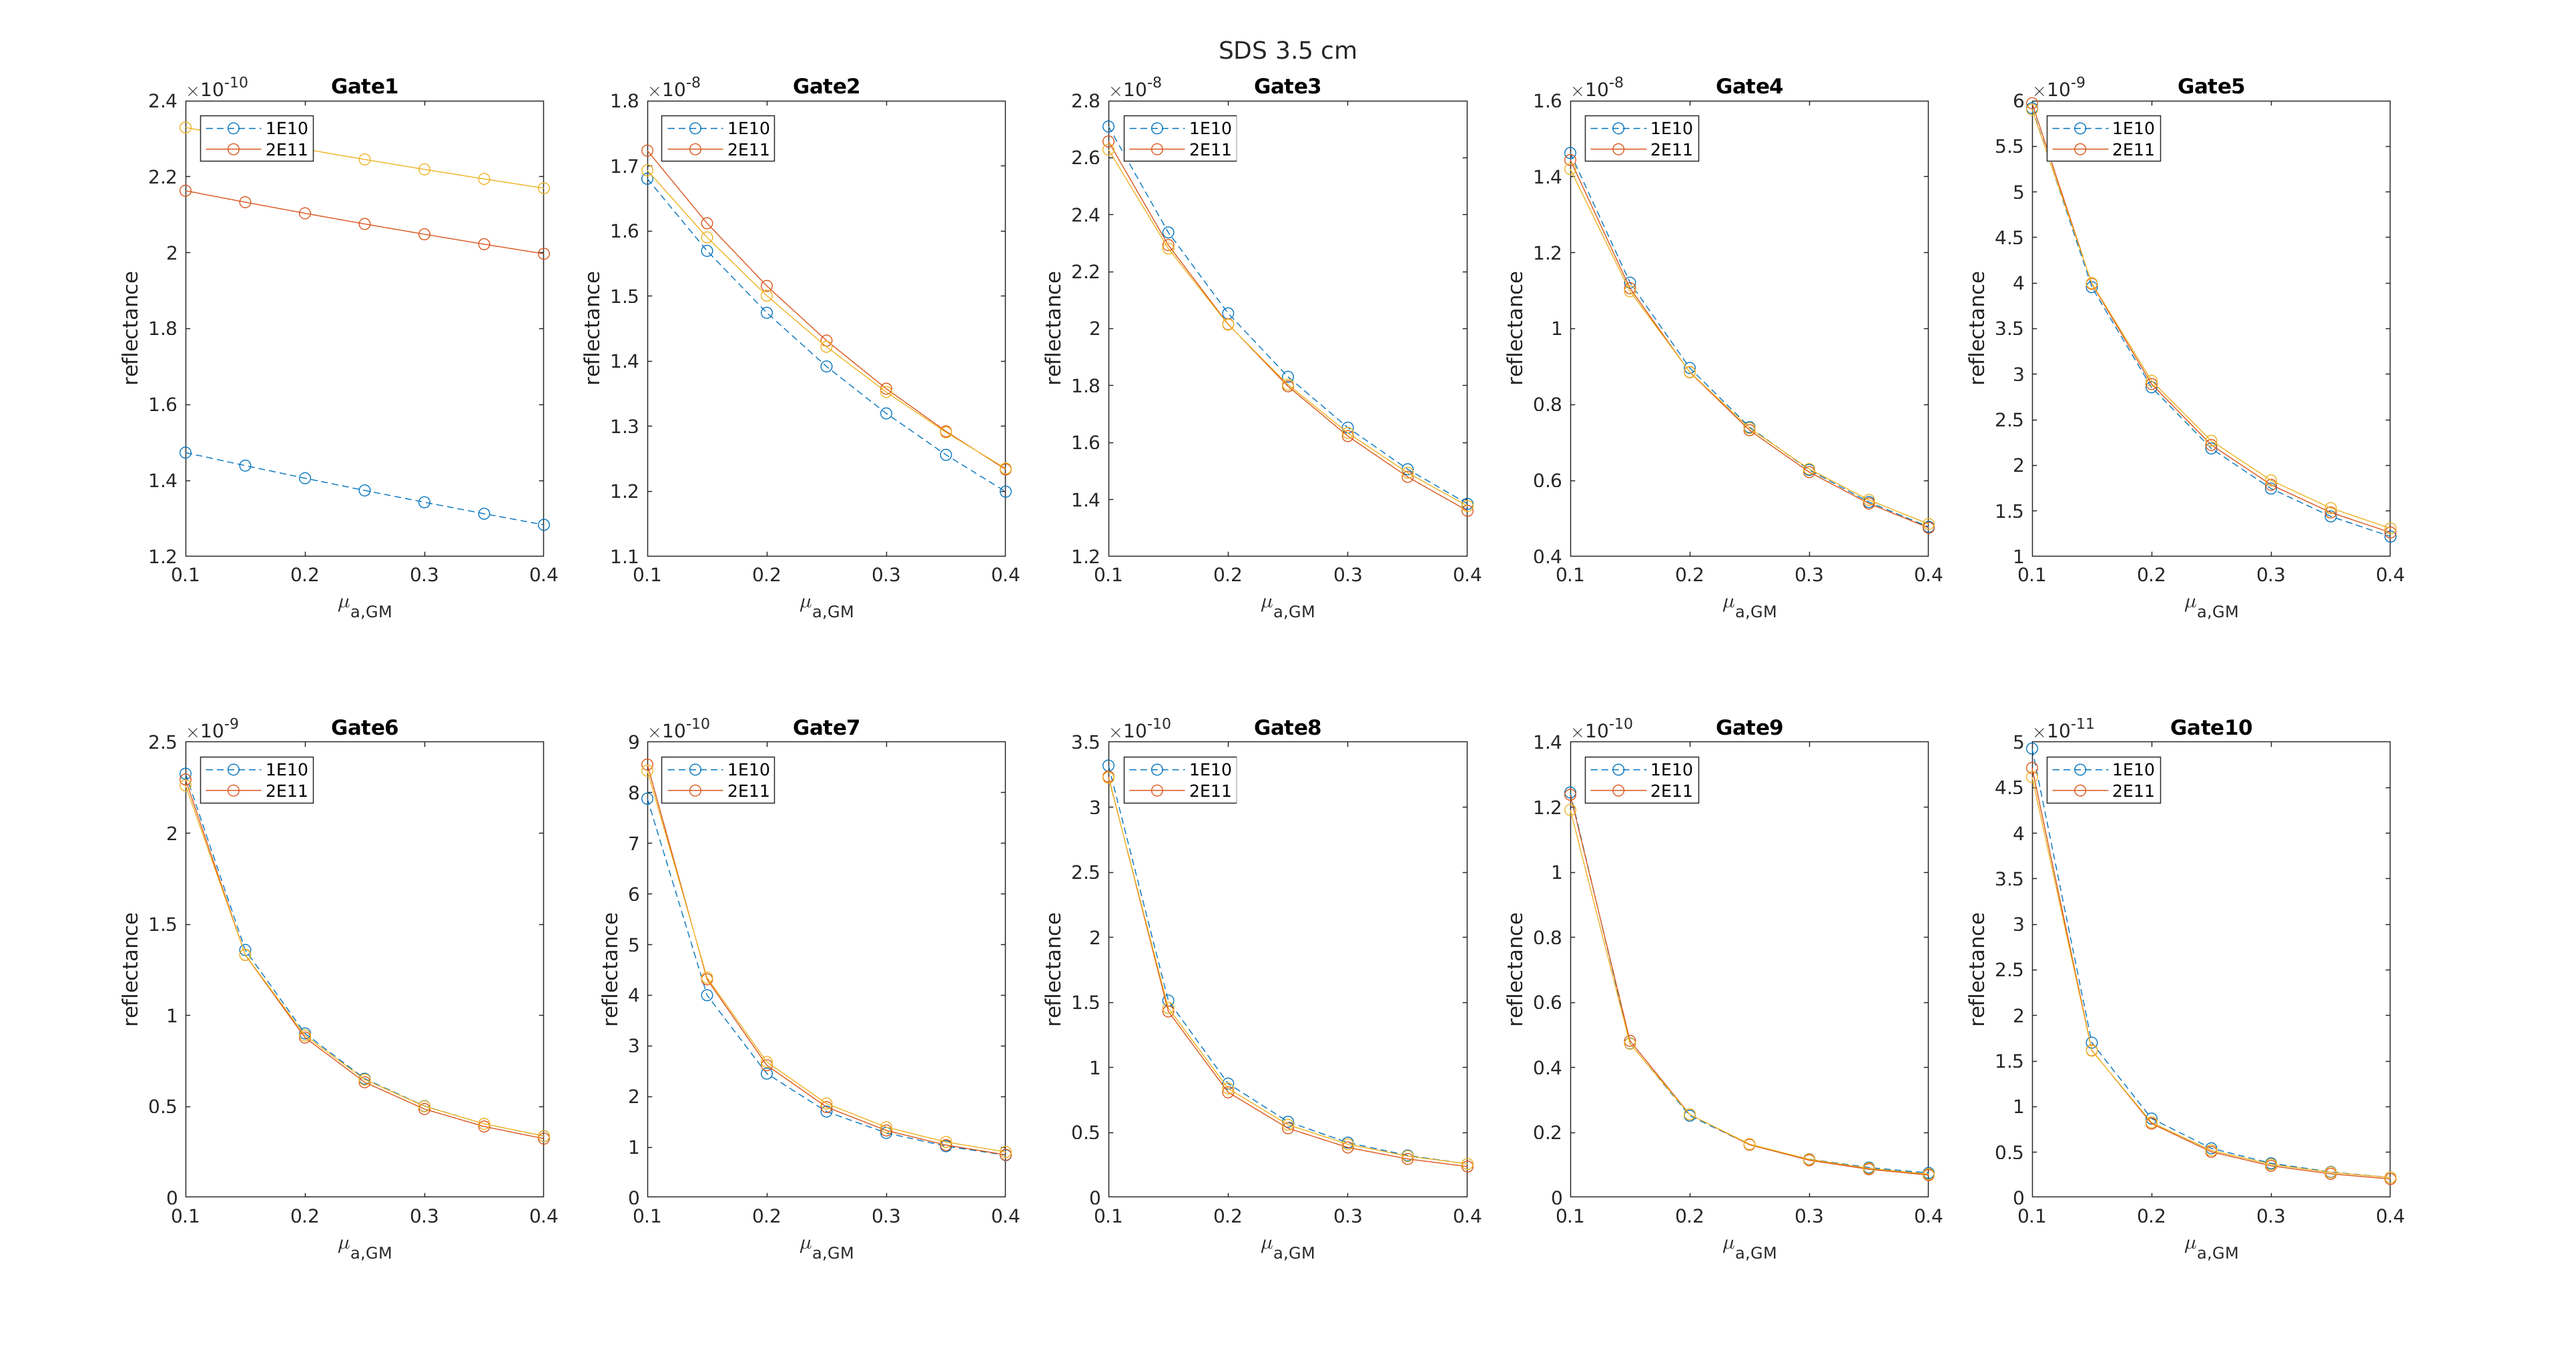 SDS 3.5 cm
Gate1
×10-10
2.4
2.2
2
1.8
1.6
1.4
1.2
0.1 0.2 0.3 0.4
reflectance
μa,GM
1E10
2E11
Gate2
×10-8
1.8
1.7
1.6
1.5
1.4
1.3
1.2
1.1
0.1 0.2 0.3 0.4
reflectance
μa,GM
1E10
2E11
Gate3
×10-8
2.8
2.6
2.4
2.2
2
1.8
1.6
1.4
1.2
0.1 0.2 0.3 0.4
reflectance
μa,GM
1E10
2E11
Gate4
×10-8
1.6
1.4
1.2
1
0.8
0.6
0.4
0.1 0.2 0.3 0.4
reflectance
μa,GM
1E10
2E11
Gate5
×10-9
6
5.5
5
4.5
4
3.5
3
2.5
2
1.5
1
0.1 0.2 0.3 0.4
reflectance
μa,GM
1E10
2E11
Gate6
×10-9
2.5
2
1.5
1
0.5
0
0.1 0.2 0.3 0.4
reflectance
μa,GM
1E10
2E11
Gate7
×10-10
9
8
7
6
5
4
3
2
1
0
0.1 0.2 0.3 0.4
reflectance
μa,GM
1E10
2E11
Gate8
×10-10
3.5
3
2.5
2
1.5
1
0.5
0
0.1 0.2 0.3 0.4
reflectance
μa,GM
1E10
2E11
Gate9
×10-10
1.4
1.2
1
0.8
0.6
0.4
0.2
0
0.1 0.2 0.3 0.4
reflectance
μa,GM
1E10
2E11
Gate10
×10-11
5
4.5
4
3.5
3
2.5
2
1.5
1
0.5
0
0.1 0.2 0.3 0.4
reflectance
μa,GM
1E10
2E11